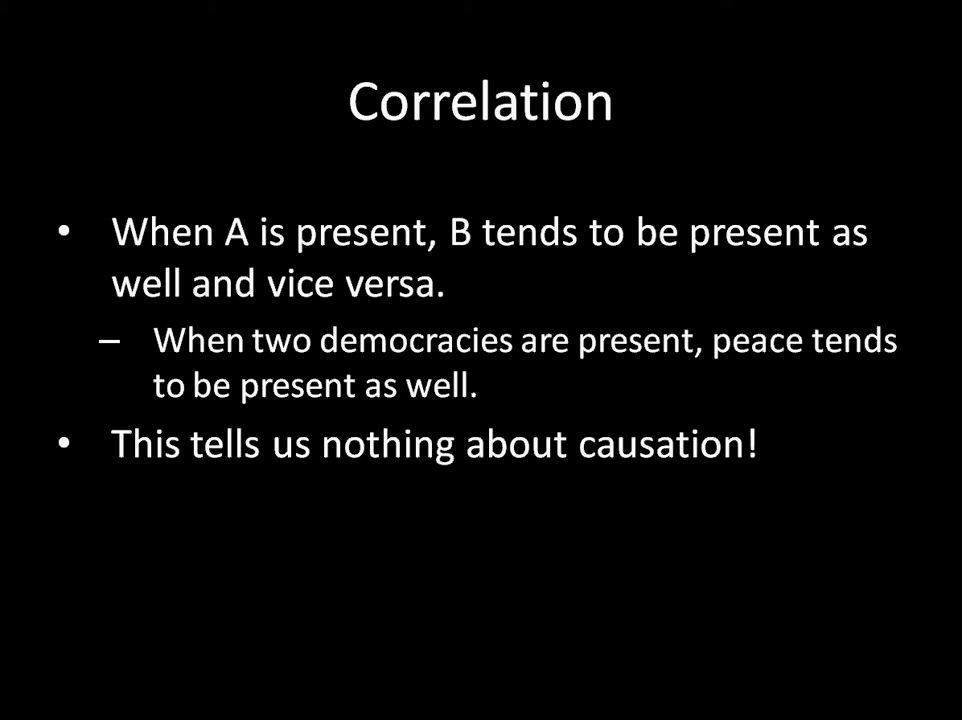 Correlation
• When A is present, B tends to be present as
well and vice versa.
– When two democracies are present, peace tends
to be present as well.
• This tells us nothing about causation!